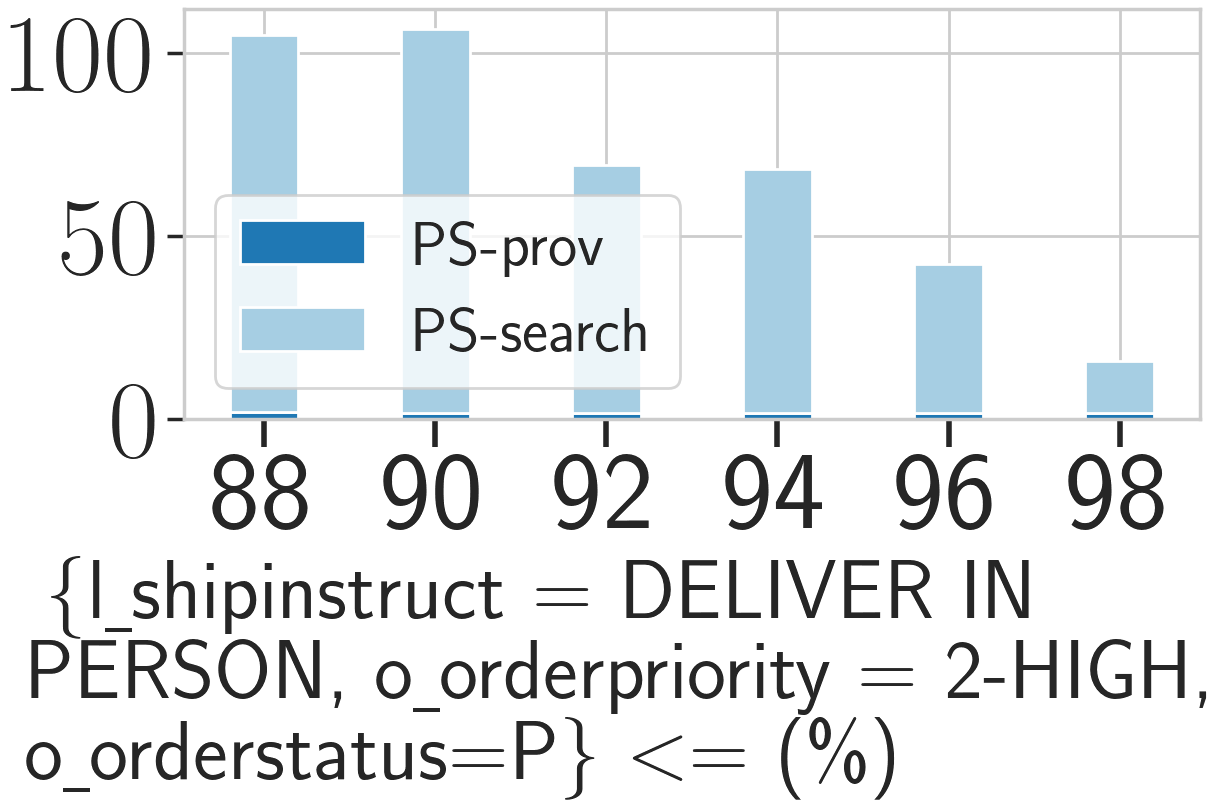 100
50
0
PS-prov
PS-search
88 90 92 94 96 98
{l_shipinstruct = DELIVER IN
PERSON, o_orderpriority = 2-HIGH,
o_orderstatus=P} <= (%)